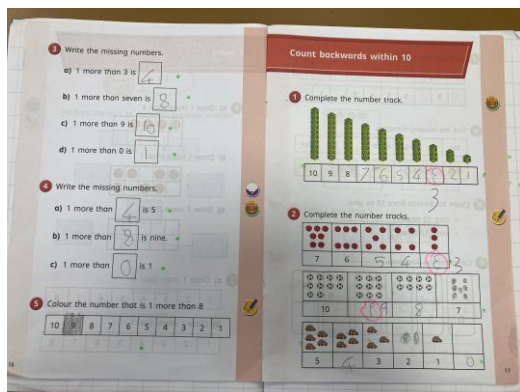 3 Write the missing numbers.
a) 1 more than 3 is 4
b) 1 more than seven is 8
c) 1 more than 9 is 10
d) 1 more than 0 is
4 Write the missing numbers.
a) 1 more than 4 is 5
b) 1 more than 8 is nine.
c) 1 more than 0 is 1
5 Colour the number that is 1 more than 8
10 9 8 7 6 5 4 3 2 1
16
Count backwards within 10
1 Complete the number track.
10 9 8 7 6 5 4 2 1
3
2 Complete the number tracks.
7 6 5 4 3
10 8 7
5 4 3 2 1 0
17